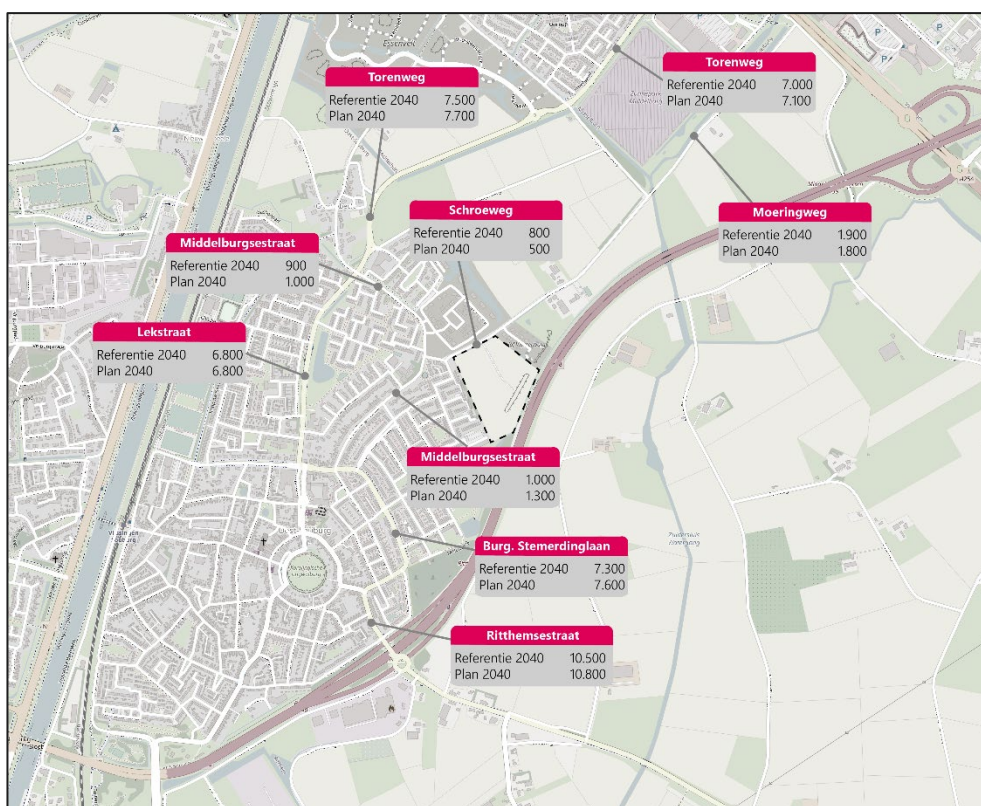 Torenweg
Referentie 2040 7.500
Plan 2040 7.700
Torenweg
Referentie 2040 7.000
Plan 2040 7.100
Schroeweg
Referentie 2040 800
Plan 2040 500
Moeringweg
Referentie 2040 1.900
Plan 2040 1.800
Middelburgsestraat
Referentie 2040 900
Plan 2040 1.000
Lekstraat
Referentie 2040 6.800
Plan 2040 6.800
Middelburgsestraat
Referentie 2040 1.000
Plan 2040 1.300
Burg. Stemerdinglaan
Referentie 2040 7.300
Plan 2040 7.600
Ritthemsestraat
Referentie 2040 10.500
Plan 2040 10.800
Essenveld
P
P
P